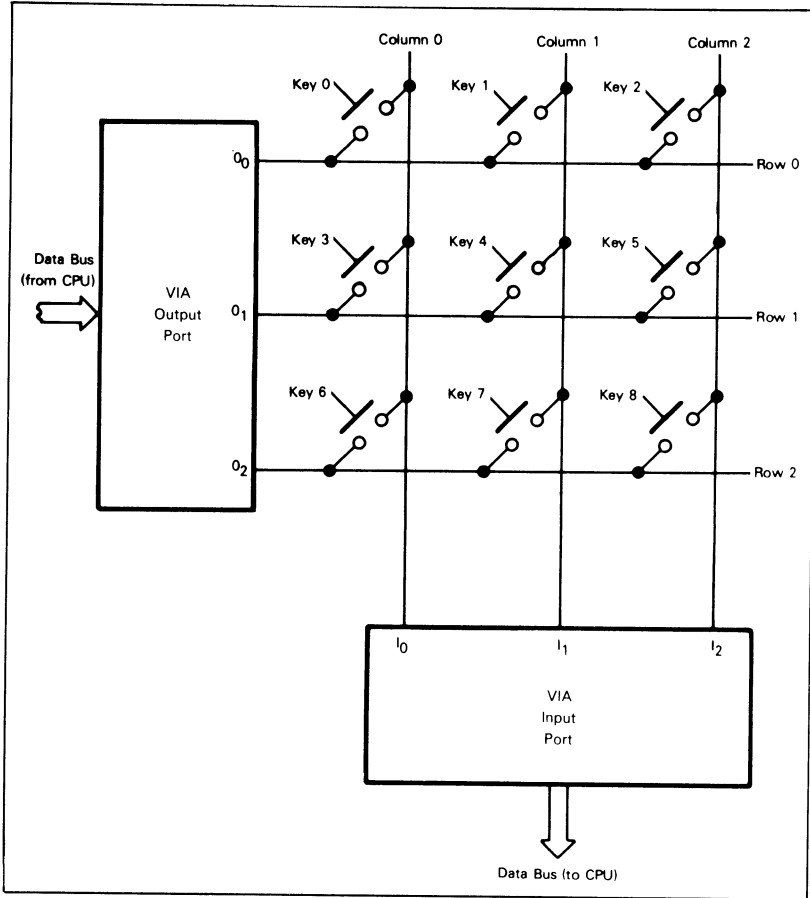 Column 0
Column 1
Column 2
Key 0
Key 1
Key 2
O0
Row 0
Key 3
Key 4
Key 5
Data Bus
(from CPU)
VIA
Output
Port
O1
Row 1
Key 6
Key 7
Key 8
O2
Row 2
I0
I1
I2
VIA
Input
Port
Data Bus (to CPU)